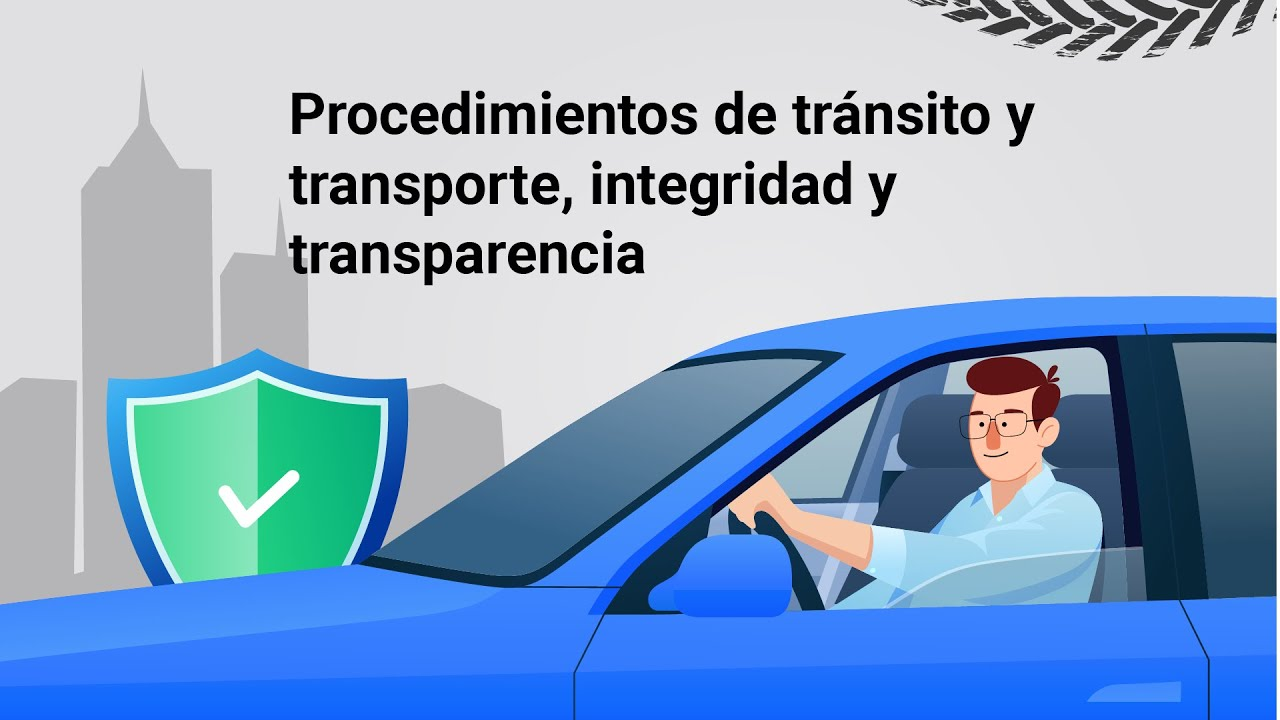 Procedimientos de tránsito y
transporte, integridad y
transparencia